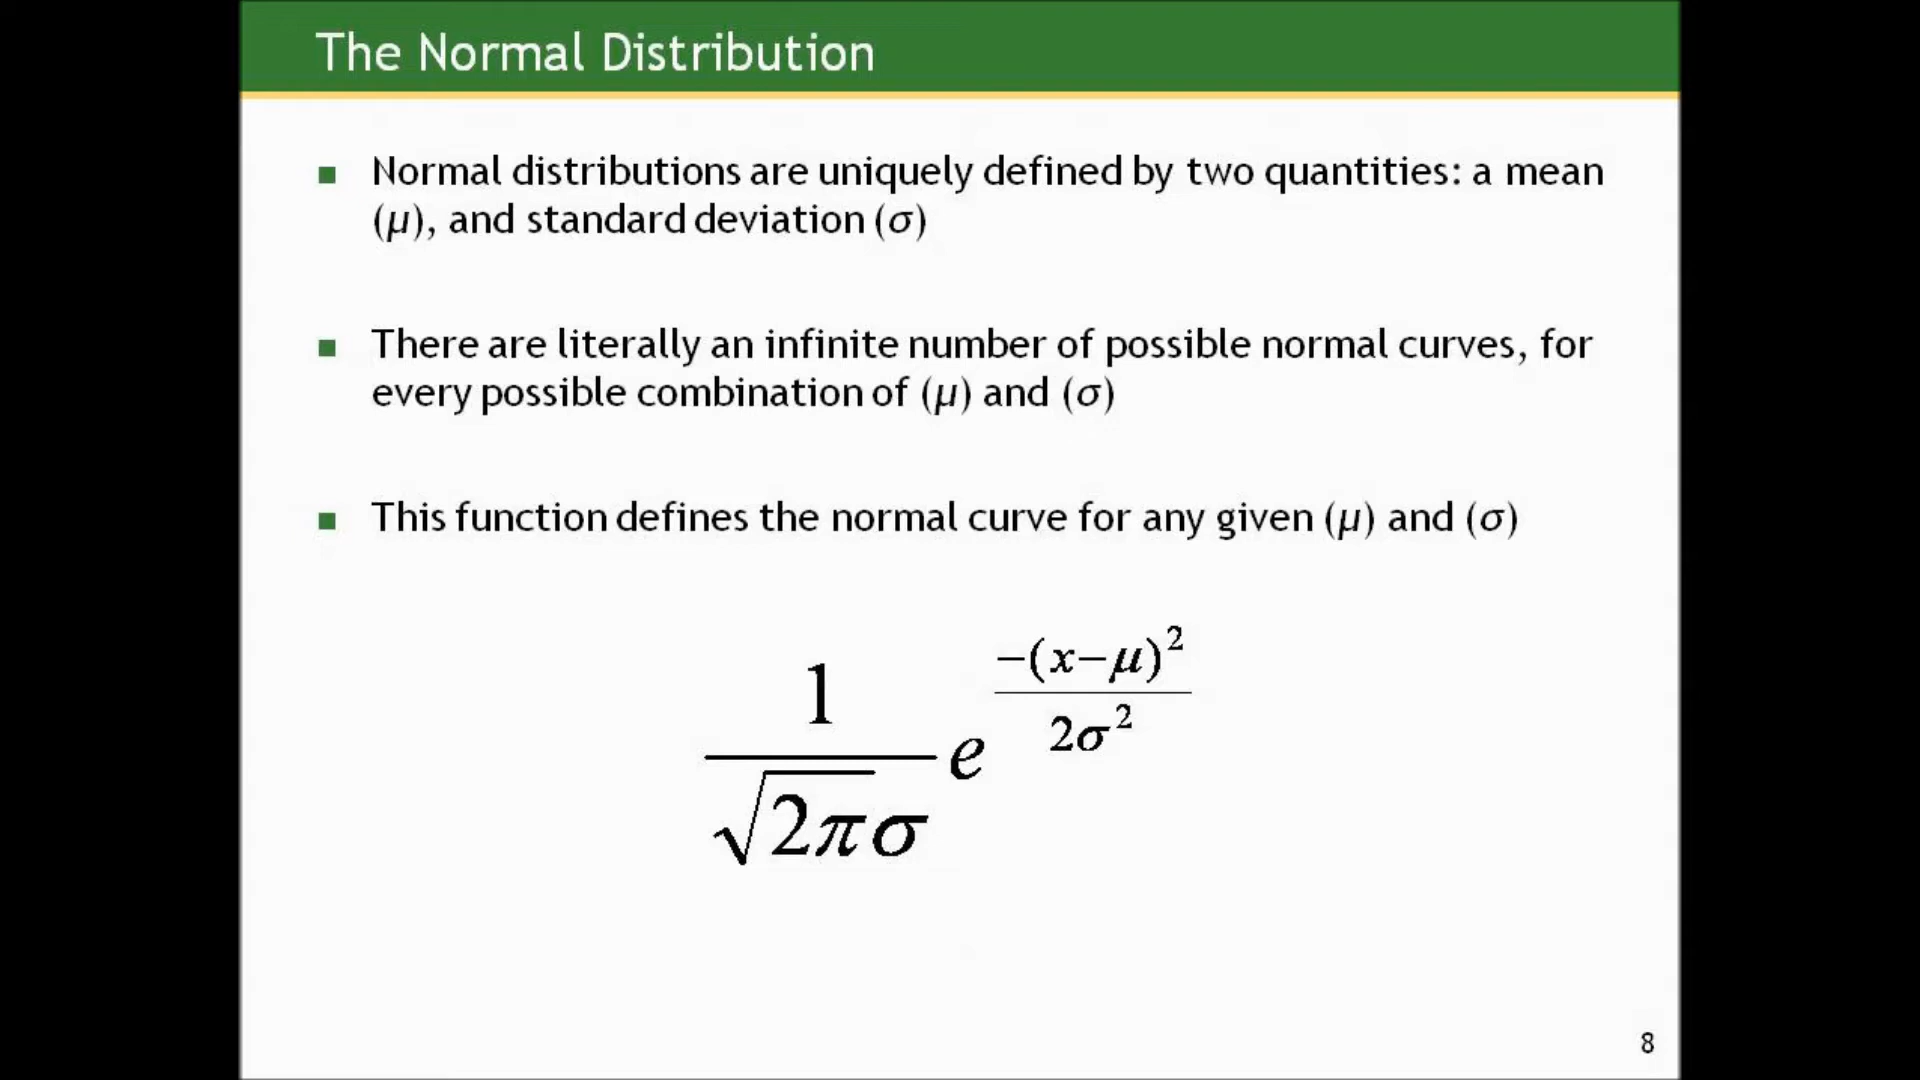 The Normal Distribution
▪ Normal distributions are uniquely defined by two quantities: a mean
(μ), and standard deviation (σ)
▪ There are literally an infinite number of possible normal curves, for
every possible combination of (μ) and (σ)
▪ This function defines the normal curve for any given (μ) and (σ)
1/(√(2π)σ) e^(−(x−μ)²/(2σ²))
8